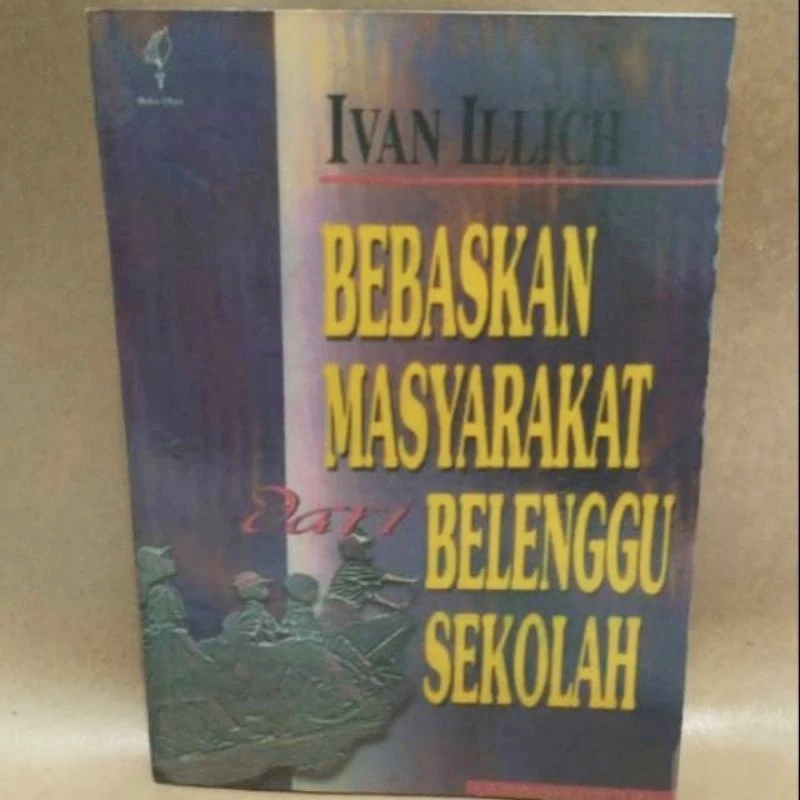 IVAN ILLICH
BEBASKAN
MASYARAKAT
dari BELENGGU
SEKOLAH